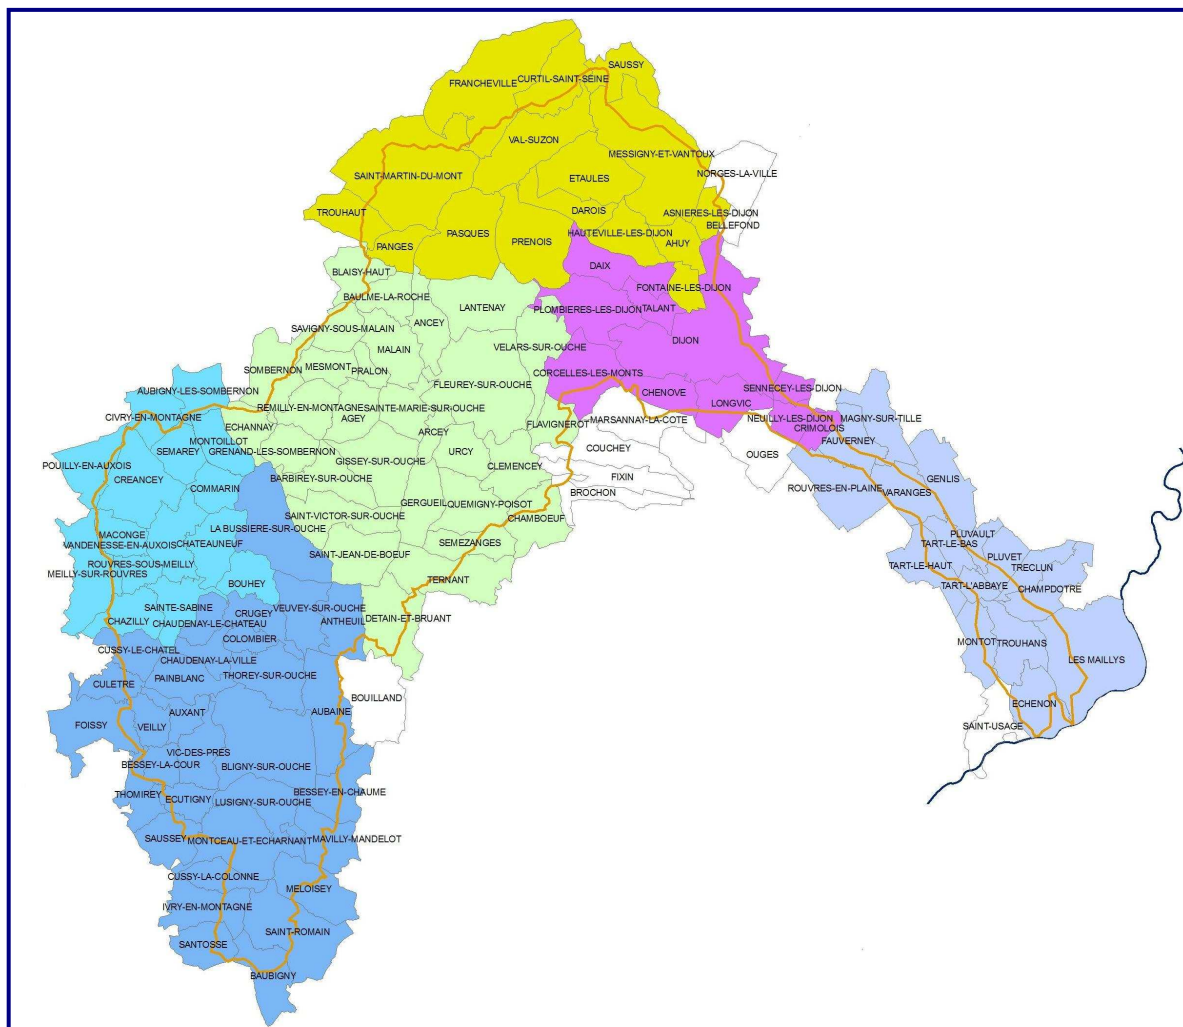 SAUSSY
CURTIL-SAINT-SEINE
FRANCHEVILLE
VAL-SUZON
MESSIGNY-ET-VANTOUX
NORGES-LA-VILLE
SAINT-MARTIN-DU-MONT
ETAULES
TROUHAUT
DAROIS
ASNIERES-LES-DIJON
BELLEFOND
PASQUES
HAUTEVILLE-LES-DIJON
PANGES
PRENOIS
AHUY
BLAISY-HAUT
DAIX
FONTAINE-LES-DIJON
BAULME-LA-ROCHE
LANTENAY
PLOMBIERES-LES-DIJON
TALANT
ANCEY
SAVIGNY-SOUS-MALAIN
DIJON
MALAIN
VELARS-SUR-OUCHE
MESMONT
PRALON
SOMBERNON
CORCELLES-LES-MONTS
FLEUREY-SUR-OUCHE
SENNECEY-LES-DIJON
AUBIGNY-LES-SOMBERNON
CHENOVE
LONGVIC
REMILLY-EN-MONTAGNE
SAINTE-MARIE-SUR-OUCHE
CIVRY-EN-MONTAGNE
AGEY
MARSANNAY-LA-COTE
NEUILLY-LES-DIJON
MAGNY-SUR-TILLE
FLAVIGNEROT
ECHANNAY
CRIMOLOIS
ARCEY
MONTOILLOT
FAUVERNEY
COUCHEY
SEMAREY
GRENAND-LES-SOMBERNON
URCY
OUGES
GISSEY-SUR-OUCHE
POUILLY-EN-AUXOIS
CLEMENCEY
FIXIN
GENLIS
CREANCEY
BARBIREY-SUR-OUCHE
COMMARIN
ROUVRES-EN-PLAINE
VARANGES
BROCHON
GERGUEIL
QUEMIGNY-POISOT
SAINT-VICTOR-SUR-OUCHE
CHAMBOEUF
LA BUSSIERE-SUR-OUCHE
MACONGE
PLUVAULT
VANDENESSE-EN-AUXOIS
CHATEAUNEUF
SEMEZANGES
TART-LE-BAS
SAINT-JEAN-DE-BOEUF
PLUVET
ROUVRES-SOUS-MEILLY
TART-LE-HAUT
TRECLUN
MEILLY-SUR-ROUVRES
BOUHEY
TERNANT
TART-L'ABBAYE
CHAMPDOTRE
SAINTE-SABINE
VEUVEY-SUR-OUCHE
CRUGEY
CHAZILLY
CHAUDENAY-LE-CHATEAU
ANTHEUIL
DETAIN-ET-BRUANT
COLOMBIER
MONTOT
TROUHANS
CUSSY-LE-CHATEL
CHAUDENAY-LA-VILLE
LES MAILLYS
PAINBLANC
THOREY-SUR-OUCHE
CULETRE
BOUILLAND
ECHENON
AUXANT
AUBAINE
FOISSY
VEILLY
SAINT-USAGE
VIC-DES-PRES
BESSEY-LA-COUR
BLIGNY-SUR-OUCHE
BESSEY-EN-CHAUME
THOMIREY
ECUTIGNY
LUSIGNY-SUR-OUCHE
SAUSSEY
MONTCEAU-ET-ECHARNANT
MAVILLY-MANDELOT
CUSSY-LA-COLONNE
MELOISEY
IVRY-EN-MONTAGNE
SAINT-ROMAIN
SANTOSSE
BAUBIGNY